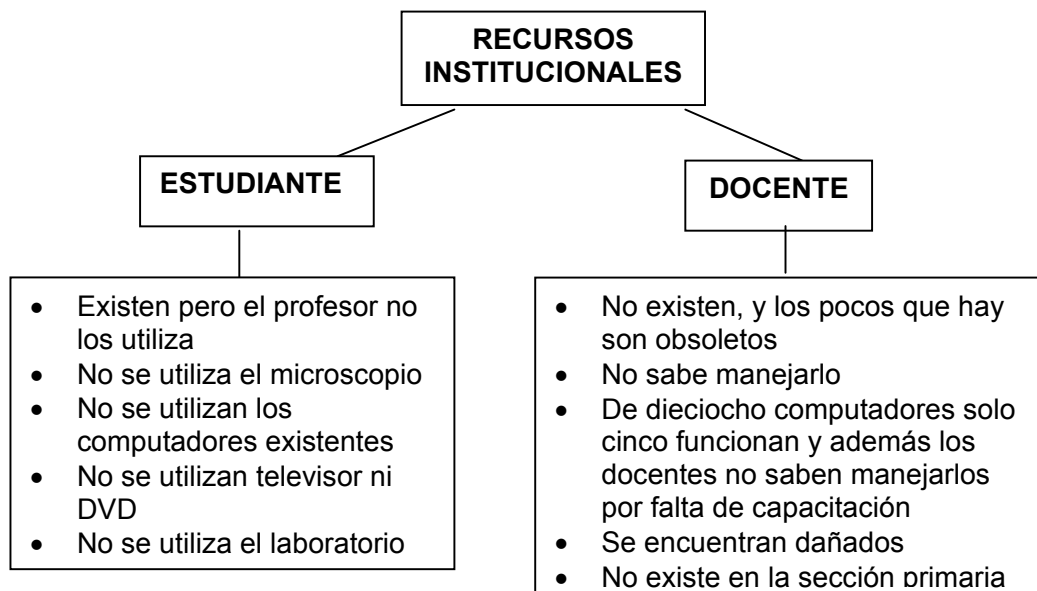 RECURSOS
INSTITUCIONALES
ESTUDIANTE
DOCENTE
• Existen pero el profesor no
los utiliza
• No se utiliza el microscopio
• No se utilizan los
computadores existentes
• No se utilizan televisor ni
DVD
• No se utiliza el laboratorio
• No existen, y los pocos que hay
son obsoletos
• No sabe manejarlo
• De dieciocho computadores solo
cinco funcionan y además los
docentes no saben manejarlos
por falta de capacitación
• Se encuentran dañados
• No existe en la sección primaria